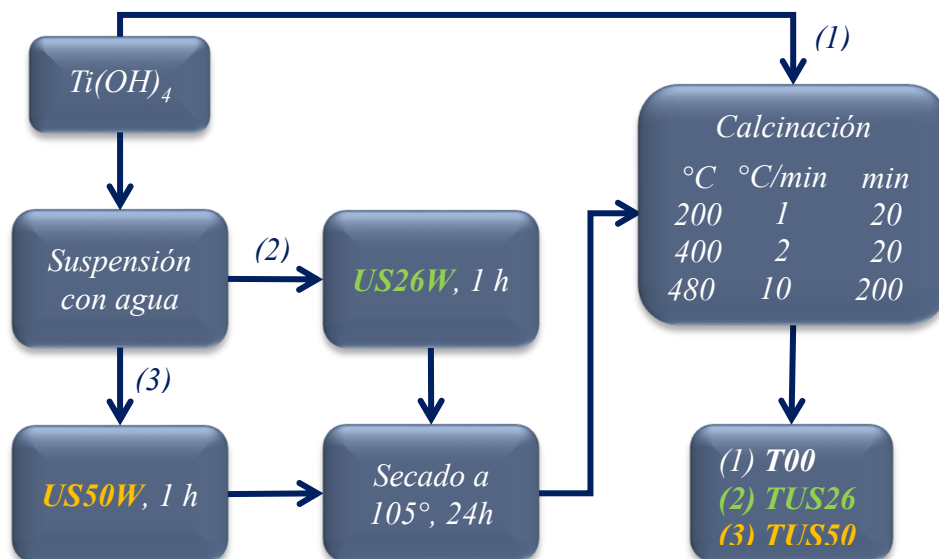 (1)
Ti(OH)4
Calcinación
°C °C/min min
200 1 20
400 2 20
480 10 200
Suspensión
con agua
(2)
US26W, 1 h
(3)
US50W, 1 h
Secado a
105°, 24h
(1) T00
(2) TUS26
(3) TUS50